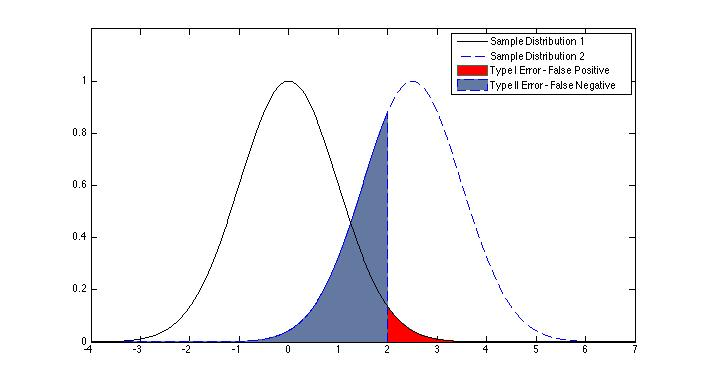 Sample Distribution 1
Sample Distribution 2
Type I Error - False Positive
Type II Error - False Negative
1
0.8
0.6
0.4
0.2
0
-4 -3 -2 -1 0 1 2 3 4 5 6 7